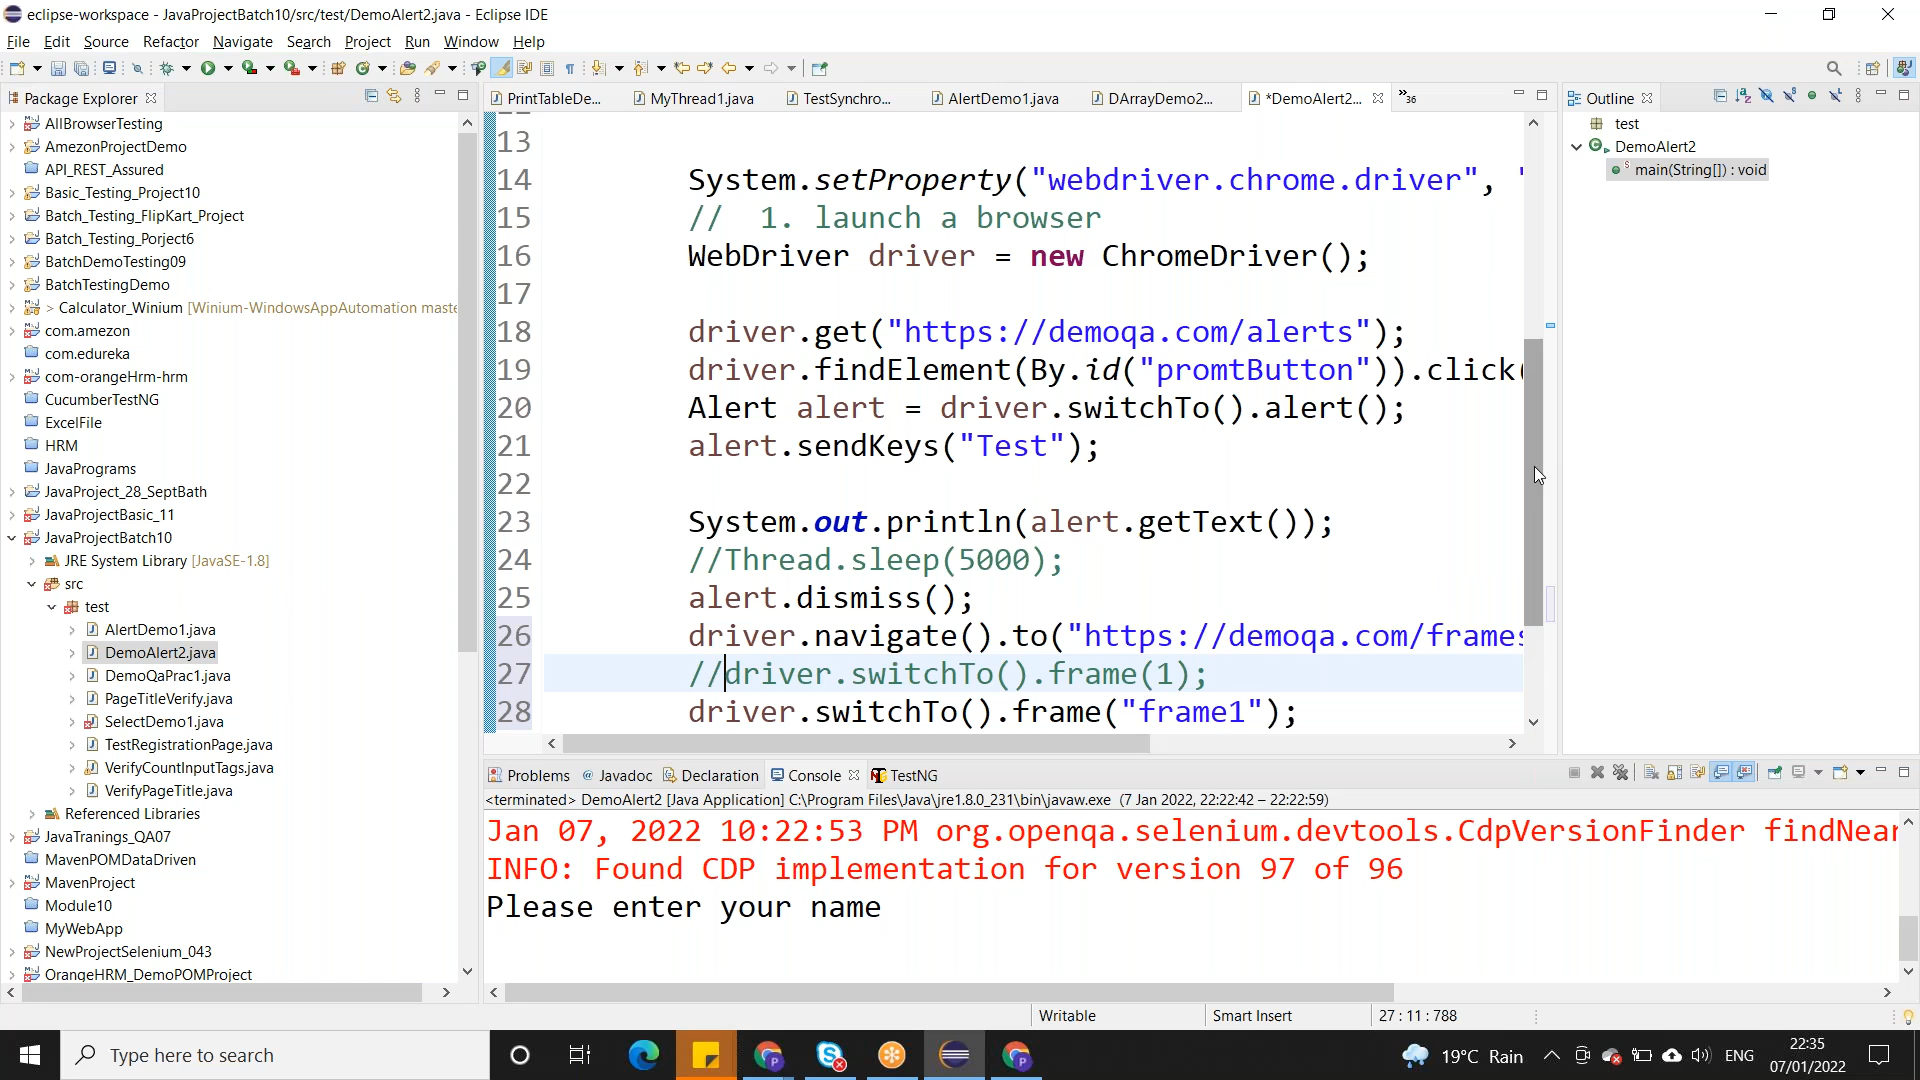 eclipse-workspace - JavaProjectBatch10/src/test/DemoAlert2.java - Eclipse IDE
File Edit Source Refactor Navigate Search Project Run Window Help
Package Explorer
AllBrowserTesting
AmazonProjectDemo
API_REST_Assured
Basic_Testing_Project10
Batch_Testing_FlipKart_Project
Batch_Testing_Porject6
BatchDemoTesting09
BatchTestingDemo
> Calculator_Winium [Winium-WindowsAppAutomation maste
com.amazon
com.edureka
com-orangeHrm-hrm
CucumberTestNG
ExcelFile
HRM
JavaPrograms
JavaProject_28_SeptBath
JavaProjectBasic_11
JavaProjectBatch10
JRE System Library [JavaSE-1.8]
src
test
AlertDemo1.java
DemoAlert2.java
DemoQaPrac1.java
PageTitleVerify.java
SelectDemo1.java
TestRegistrationPage.java
VerifyCountInputTags.java
VerifyPageTitle.java
Referenced Libraries
JavaTranings_QA07
MavenPOMDataDriven
MavenProject
Module10
MyWebApp
NewProjectSelenium_043
OrangeHRM_DemoPOMProject
PrintTableDe... MyThread1.java TestSynchro... AlertDemo1.java DArrayDemo2... *DemoAlert2... »36
13
14 System.setProperty("webdriver.chrome.driver", "
15 // 1. launch a browser
16 WebDriver driver = new ChromeDriver();
17
18 driver.get("https://demoqa.com/alerts");
19 driver.findElement(By.id("promtButton")).click(
20 Alert alert = driver.switchTo().alert();
21 alert.sendKeys("Test");
22
23 System.out.println(alert.getText());
24 //Thread.sleep(5000);
25 alert.dismiss();
26 driver.navigate().to("https://demoqa.com/frames
27 //driver.switchTo().frame(1);
28 driver.switchTo().frame("frame1");
Outline
test
DemoAlert2
main(String[]) : void
Problems @ Javadoc Declaration Console TestNG
<terminated> DemoAlert2 [Java Application] C:\Program Files\Java\jre1.8.0_231\bin\javaw.exe (7 Jan 2022, 22:22:42 – 22:22:59)
Jan 07, 2022 10:22:53 PM org.openqa.selenium.devtools.CdpVersionFinder findNear
INFO: Found CDP implementation for version 97 of 96
Please enter your name
Writable Smart Insert 27 : 11 : 788
Type here to search
19°C Rain ENG 22:35
07/01/2022